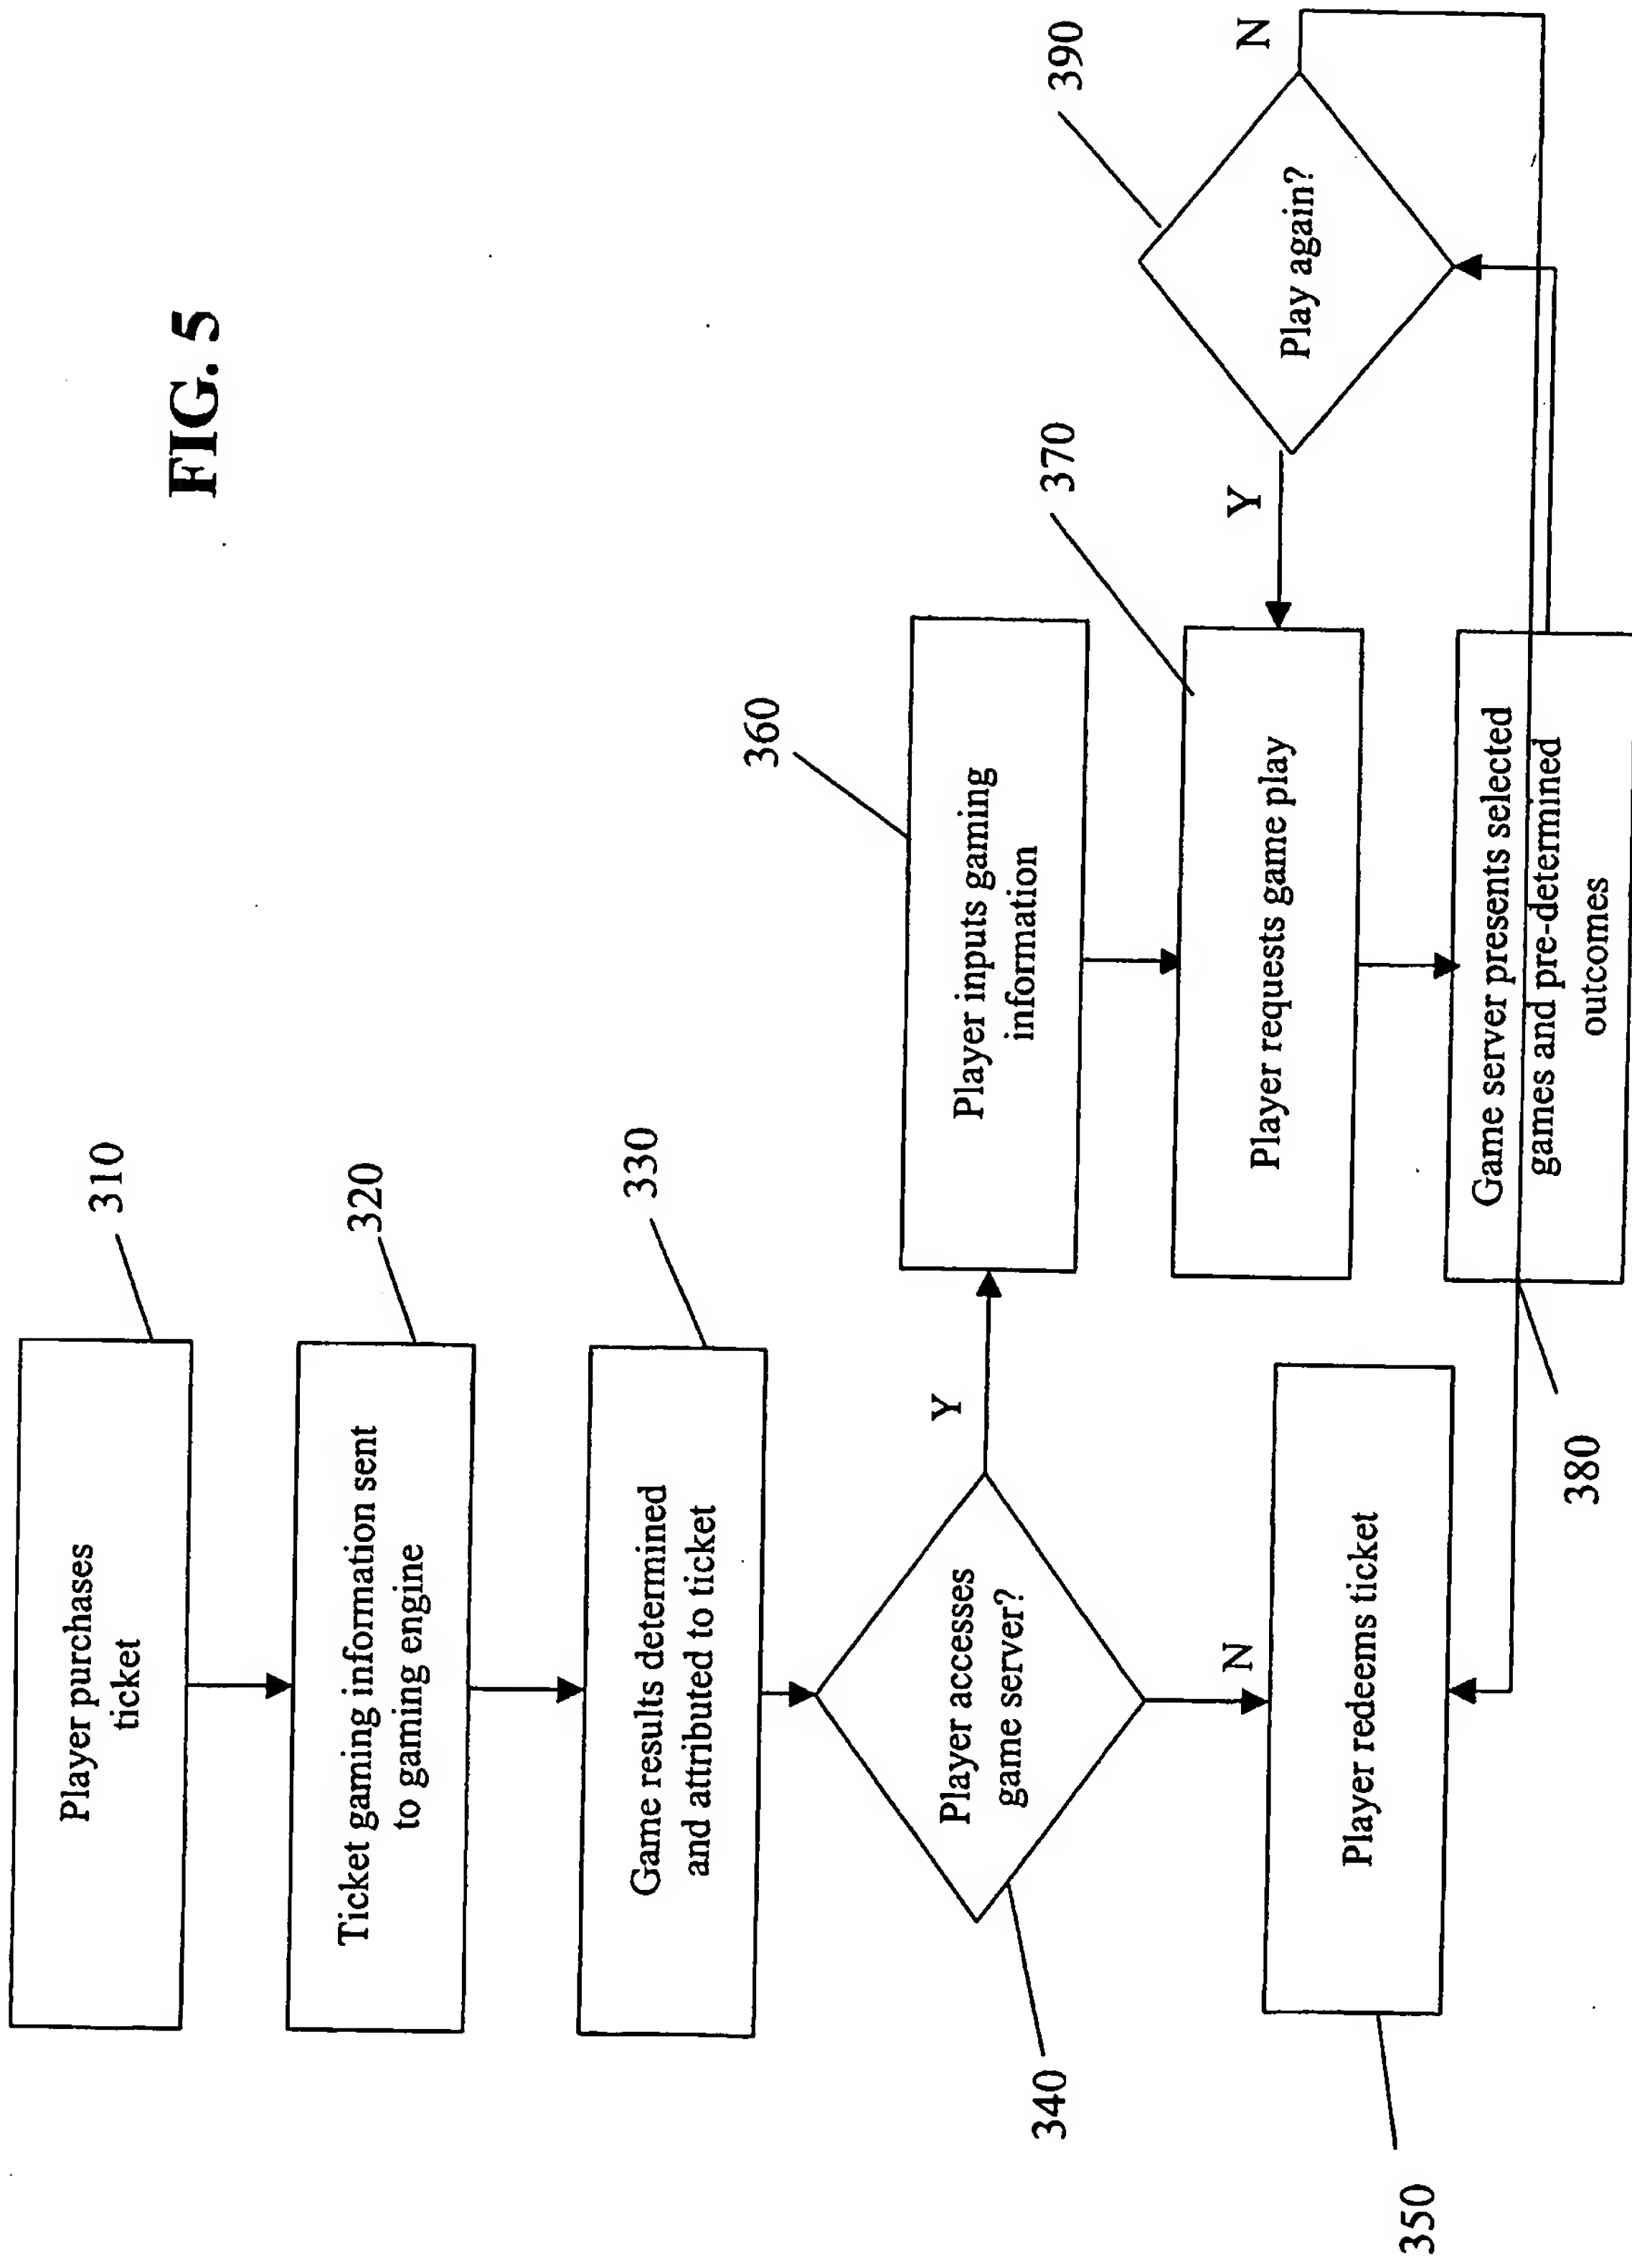 FIG. 5
Player purchases
ticket
310
Ticket gaming information sent
to gaming engine
320
Game results determined
and attributed to ticket
330
Player accesses
game server?
340
Y
N
Player redeems ticket
350
Player inputs gaming
information
360
Player requests game play
370
Game server presents selected
games and pre-determined
outcomes
380
Play again?
390
Y
N